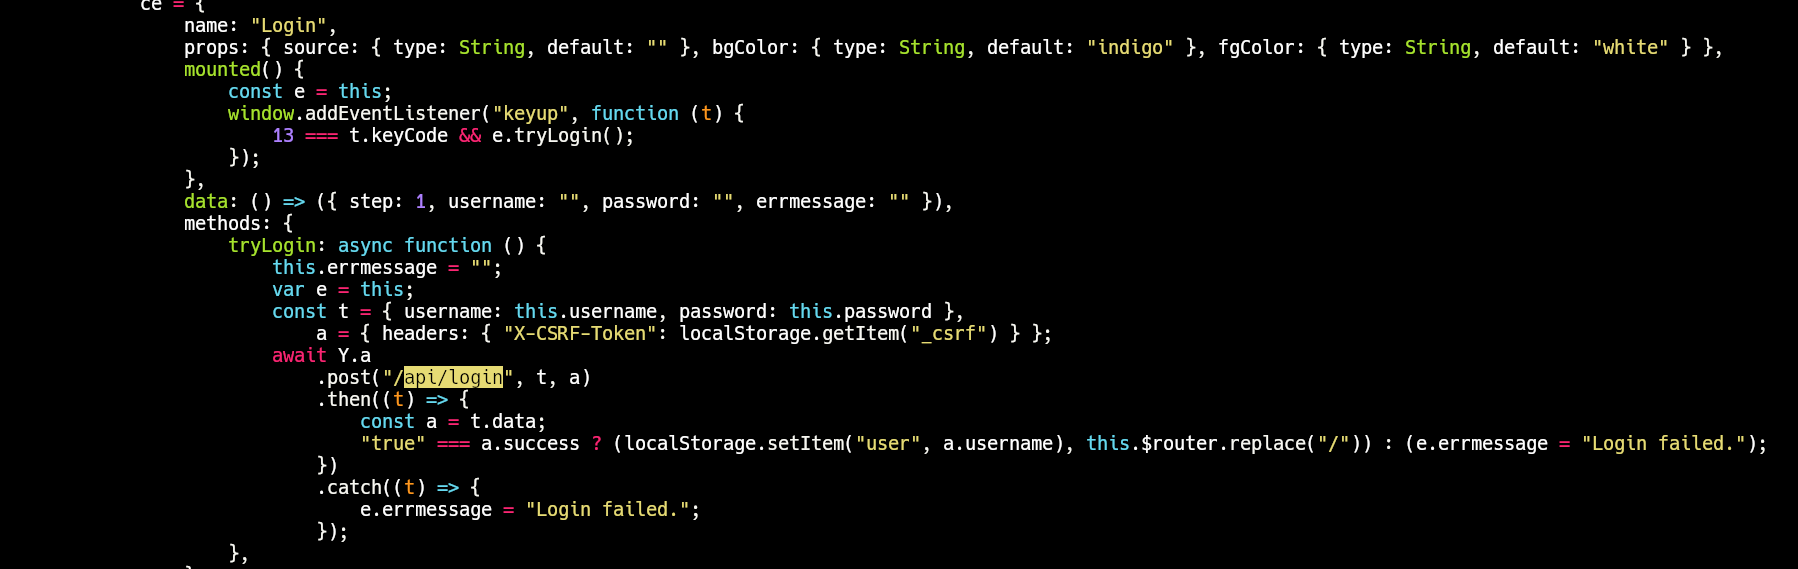 ce = {
name: "Login",
props: { source: { type: String, default: "" }, bgColor: { type: String, default: "indigo" }, fgColor: { type: String, default: "white" } },
mounted() {
const e = this;
window.addEventListener("keyup", function (t) {
13 === t.keyCode && e.tryLogin();
});
},
data: () => ({ step: 1, username: "", password: "", errmessage: "" }),
methods: {
tryLogin: async function () {
this.errmessage = "";
var e = this;
const t = { username: this.username, password: this.password },
a = { headers: { "X-CSRF-Token": localStorage.getItem("_csrf") } };
await Y.a
.post("/api/login", t, a)
.then((t) => {
const a = t.data;
"true" === a.success ? (localStorage.setItem("user", a.username), this.$router.replace("/")) : (e.errmessage = "Login failed.");
})
.catch((t) => {
e.errmessage = "Login failed.";
});
},